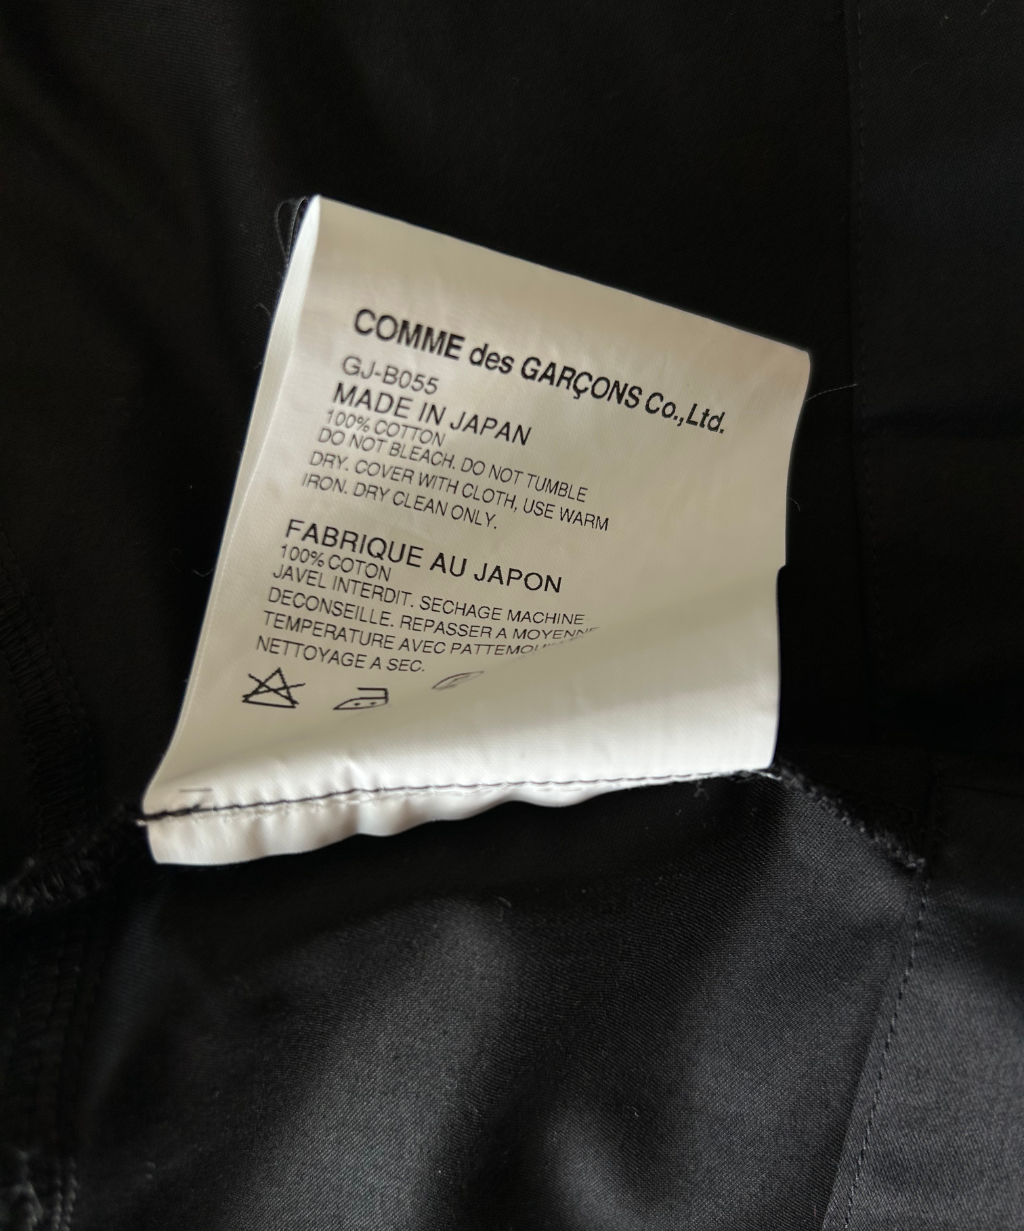 COMME des GARÇONS Co.,Ltd.
GJ-B055
MADE IN JAPAN
100% COTTON
DO NOT BLEACH. DO NOT TUMBLE
DRY. COVER WITH CLOTH, USE WARM
IRON. DRY CLEAN ONLY.
FABRIQUE AU JAPON
100% COTON
JAVEL INTERDIT. SECHAGE MACHINE
DECONSEILLE. REPASSER A MOYENNE
TEMPERATURE AVEC
NETTOYAGE A SEC.